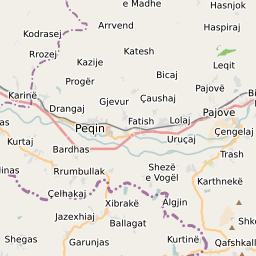 e Madhe
Hasnjok
Arrvend
Kodrasej
Haspiraj
Rrozej
Katesh
Kazije
Leqit
Bicaj
Progër
Pajovë
Karinë
Gjevur
Çaushaj
Drangaj
Pajove
Fatish
Lolaj
Peqin
Çengelaj
Kurtaj
Uruçaj
Bardhas
Trash
Shezë
e Vogël
Rrumbullak
Karthnekë
Çelhakaj
Xibrakë
Algjin
Jazexhiaj
Ballagat
Shegas
Garunjas
Kurtinë
Qafshkall